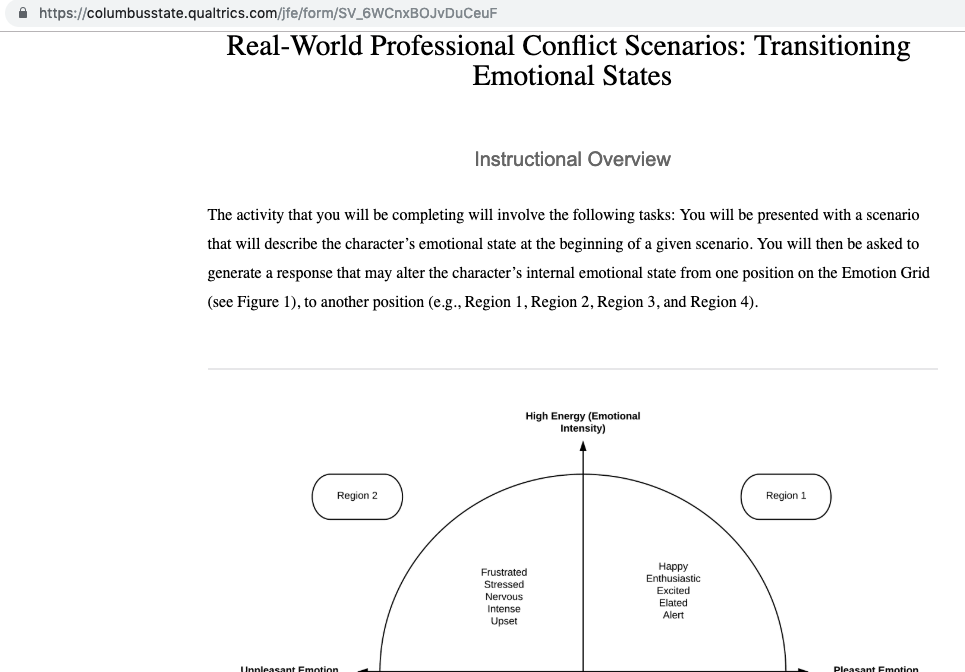 https://columbusstate.qualtrics.com/jfe/form/SV_6WCnxBOJvDuCeuF
Real-World Professional Conflict Scenarios: Transitioning
Emotional States
Instructional Overview
The activity that you will be completing will involve the following tasks: You will be presented with a scenario
that will describe the character’s emotional state at the beginning of a given scenario. You will then be asked to
generate a response that may alter the character’s internal emotional state from one position on the Emotion Grid
(see Figure 1), to another position (e.g., Region 1, Region 2, Region 3, and Region 4).
High Energy (Emotional
Intensity)
Region 2
Region 1
Frustrated
Stressed
Nervous
Intense
Upset
Happy
Enthusiastic
Excited
Elated
Alert
Unpleasant Emotion
Pleasant Emotion